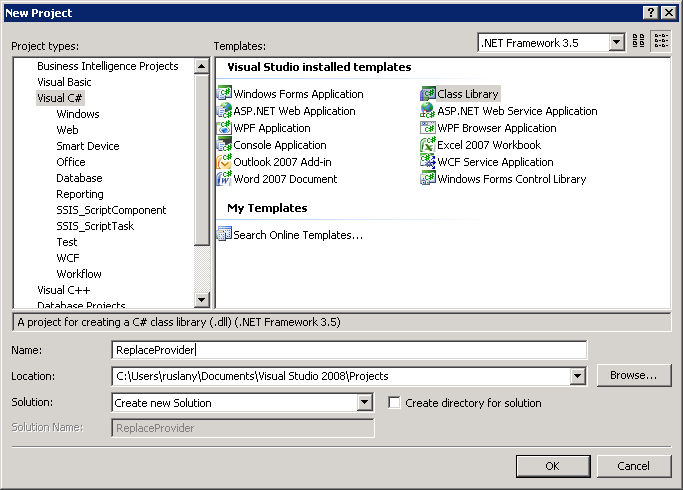 New Project
Project types:
Templates:
.NET Framework 3.5
Business Intelligence Projects
Visual Basic
Visual C#
Windows
Web
Smart Device
Office
Database
Reporting
SSIS_ScriptComponent
SSIS_ScriptTask
Test
WCF
Workflow
Visual C++
Database Projects
Visual Studio installed templates
Windows Forms Application
Class Library
ASP.NET Web Application
ASP.NET Web Service Application
WPF Application
WPF Browser Application
Console Application
Excel 2007 Workbook
Outlook 2007 Add-in
WCF Service Application
Word 2007 Document
Windows Forms Control Library
My Templates
Search Online Templates...
A project for creating a C# class library (.dll) (.NET Framework 3.5)
Name:
ReplaceProvider
Location:
C:\Users\ruslany\Documents\Visual Studio 2008\Projects
Browse...
Solution:
Create new Solution
Create directory for solution
Solution Name:
ReplaceProvider
OK
Cancel